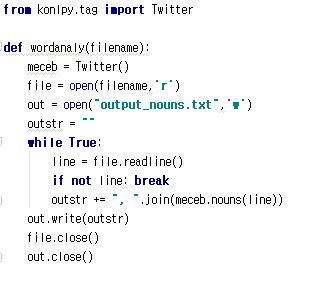 from konlpy.tag import Twitter
def wordanaly(filename):
meceb = Twitter()
file = open(filename,'r')
out = open("output_nouns.txt",'w')
outstr = ""
while True:
line = file.readline()
if not line: break
outstr += ", ".join(meceb.nouns(line))
out.write(outstr)
file.close()
out.close()